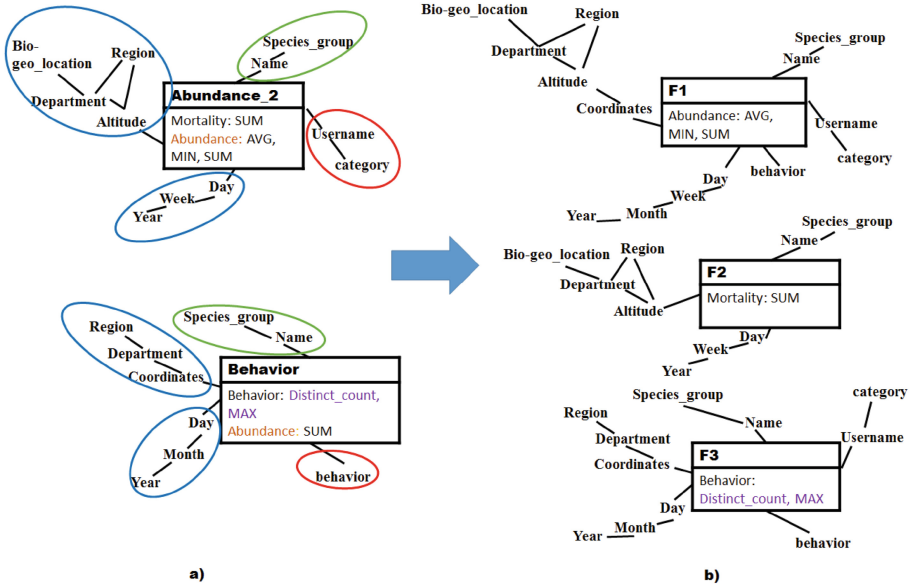 Bio-
geo_location
Region
Department
Altitude
Species_group
Name
Abundance_2
Mortality: SUM
Abundance: AVG,
MIN, SUM
Username
category
Day
Week
Year
Region
Department
Coordinates
Species_group
Name
Behavior
Behavior: Distinct_count,
MAX
Abundance: SUM
Day
Month
Year
behavior
a)
Bio-geo_location
Region
Department
Altitude
Coordinates
Species_group
Name
F1
Abundance: AVG,
MIN, SUM
Username
category
behavior
Day
Week
Month
Year
Bio-geo_location
Region
Department
Altitude
Species_group
Name
F2
Mortality: SUM
Day
Week
Year
Species_group
Name
category
Username
Region
Department
Coordinates
F3
Behavior:
Distinct_count, MAX
Day
Month
Year
behavior
b)